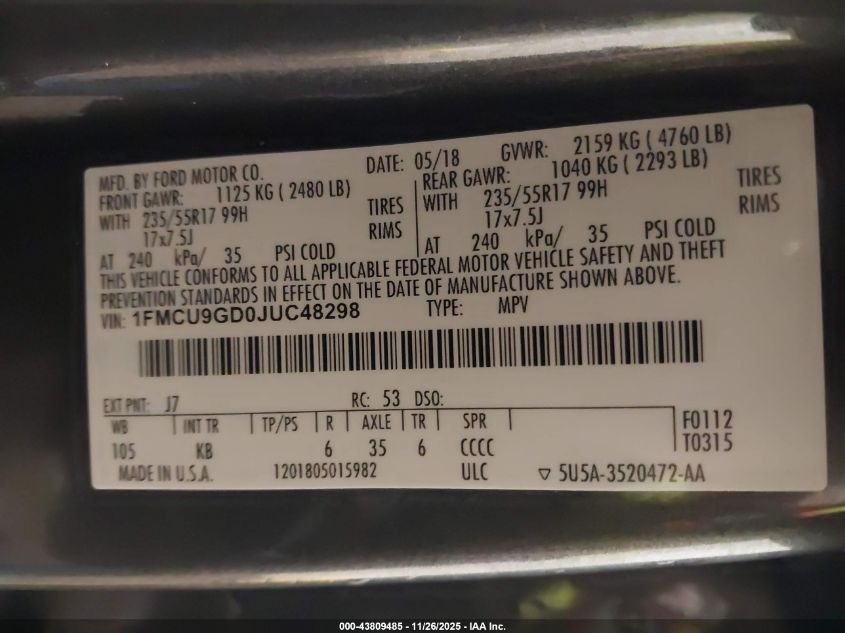 MFD. BY FORD MOTOR CO. DATE: 05/18 GVWR: 2159 KG ( 4760 LB)
FRONT GAWR: 1125 KG ( 2480 LB) REAR GAWR: 1040 KG ( 2293 LB)
WITH 235/55R17 99H TIRES WITH 235/55R17 99H TIRES
17x7.5J RIMS 17x7.5J RIMS
AT 240 kPa/ 35 PSI COLD AT 240 kPa/ 35 PSI COLD
THIS VEHICLE CONFORMS TO ALL APPLICABLE FEDERAL MOTOR VEHICLE SAFETY AND THEFT
PREVENTION STANDARDS IN EFFECT ON THE DATE OF MANUFACTURE SHOWN ABOVE.
VIN: 1FMCU9GD0JUC48298 TYPE: MPV
EXT PNT: J7 RC: 53 DSO:
WB INT TR TP/PS R AXLE TR SPR F0112
105 KB 6 35 6 CCCC T0315
MADE IN U.S.A. 1201805015982 ULC ▽ 5U5A-3520472-AA
000-43809485 - 11/26/2025 - IAA Inc.